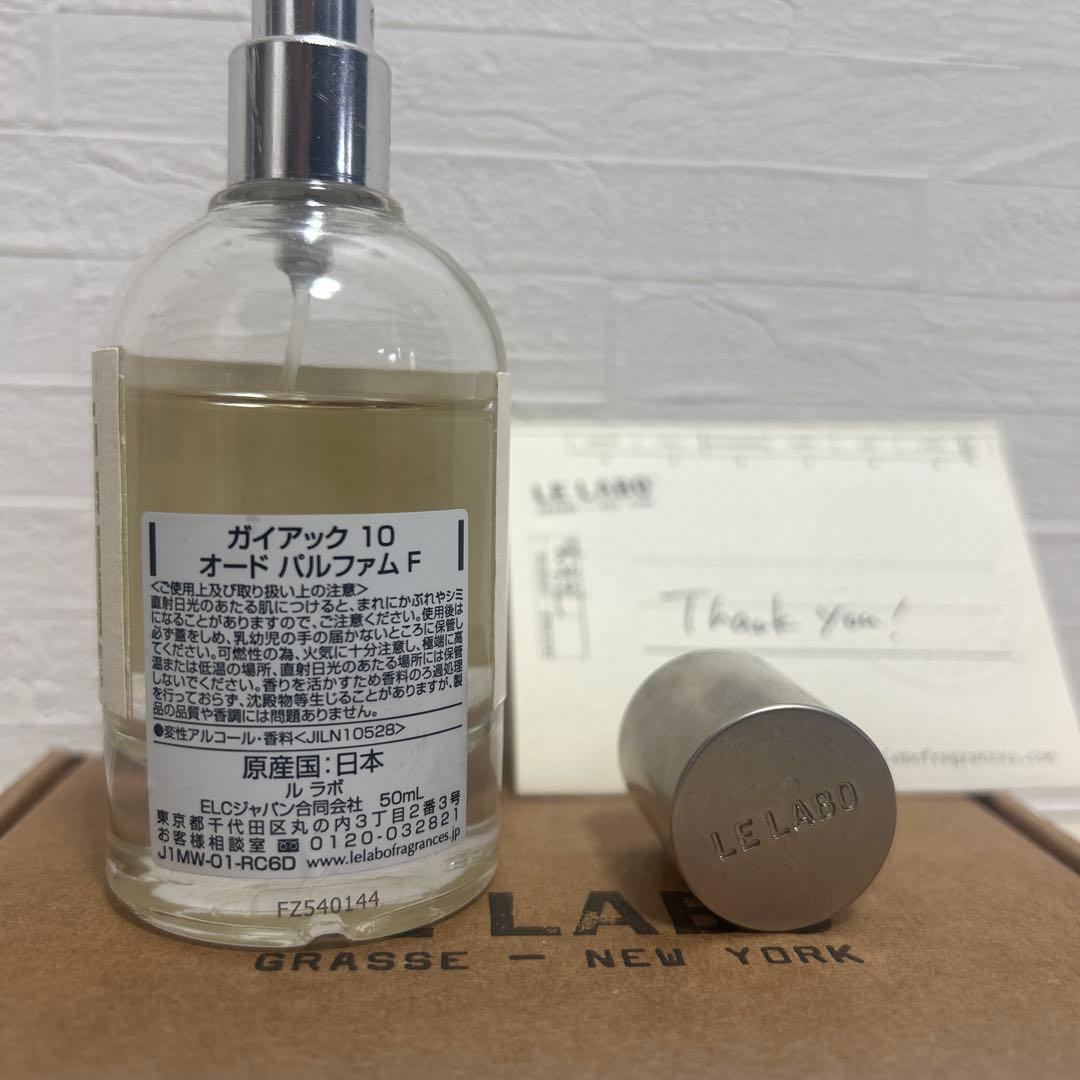 ガイアック 10
オード パルファム F
<ご使用上及び取り扱い上の注意>
直射日光のあたる肌につけると、まれにかぶれやシミ
になることがありますので、ご注意ください。使用後は
必ず蓋をしめ、乳幼児の手の届かないところに保管し
てください。可燃性の為、火気に十分注意し、極端に高
温または低温の場所、直射日光のあたる場所には保管
しないでください。香りを活かすため香料のろ過処理
を行っておらず、沈殿物等生じることがありますが、製
品の品質や香調には問題ありません。
●変性アルコール・香料<JILN10528>
原産国:日本
ル ラボ
ELCジャパン合同会社 50mL
東京都千代田区丸の内3丁目2番3号
お客様相談室 0120-032821
J1MW-01-RC6D www.lelabofragrances.jp
FZ540144
LE LABO
Thank you!
labofragrances.com
LE LABO
LAB
GRASSE — NEW YORK